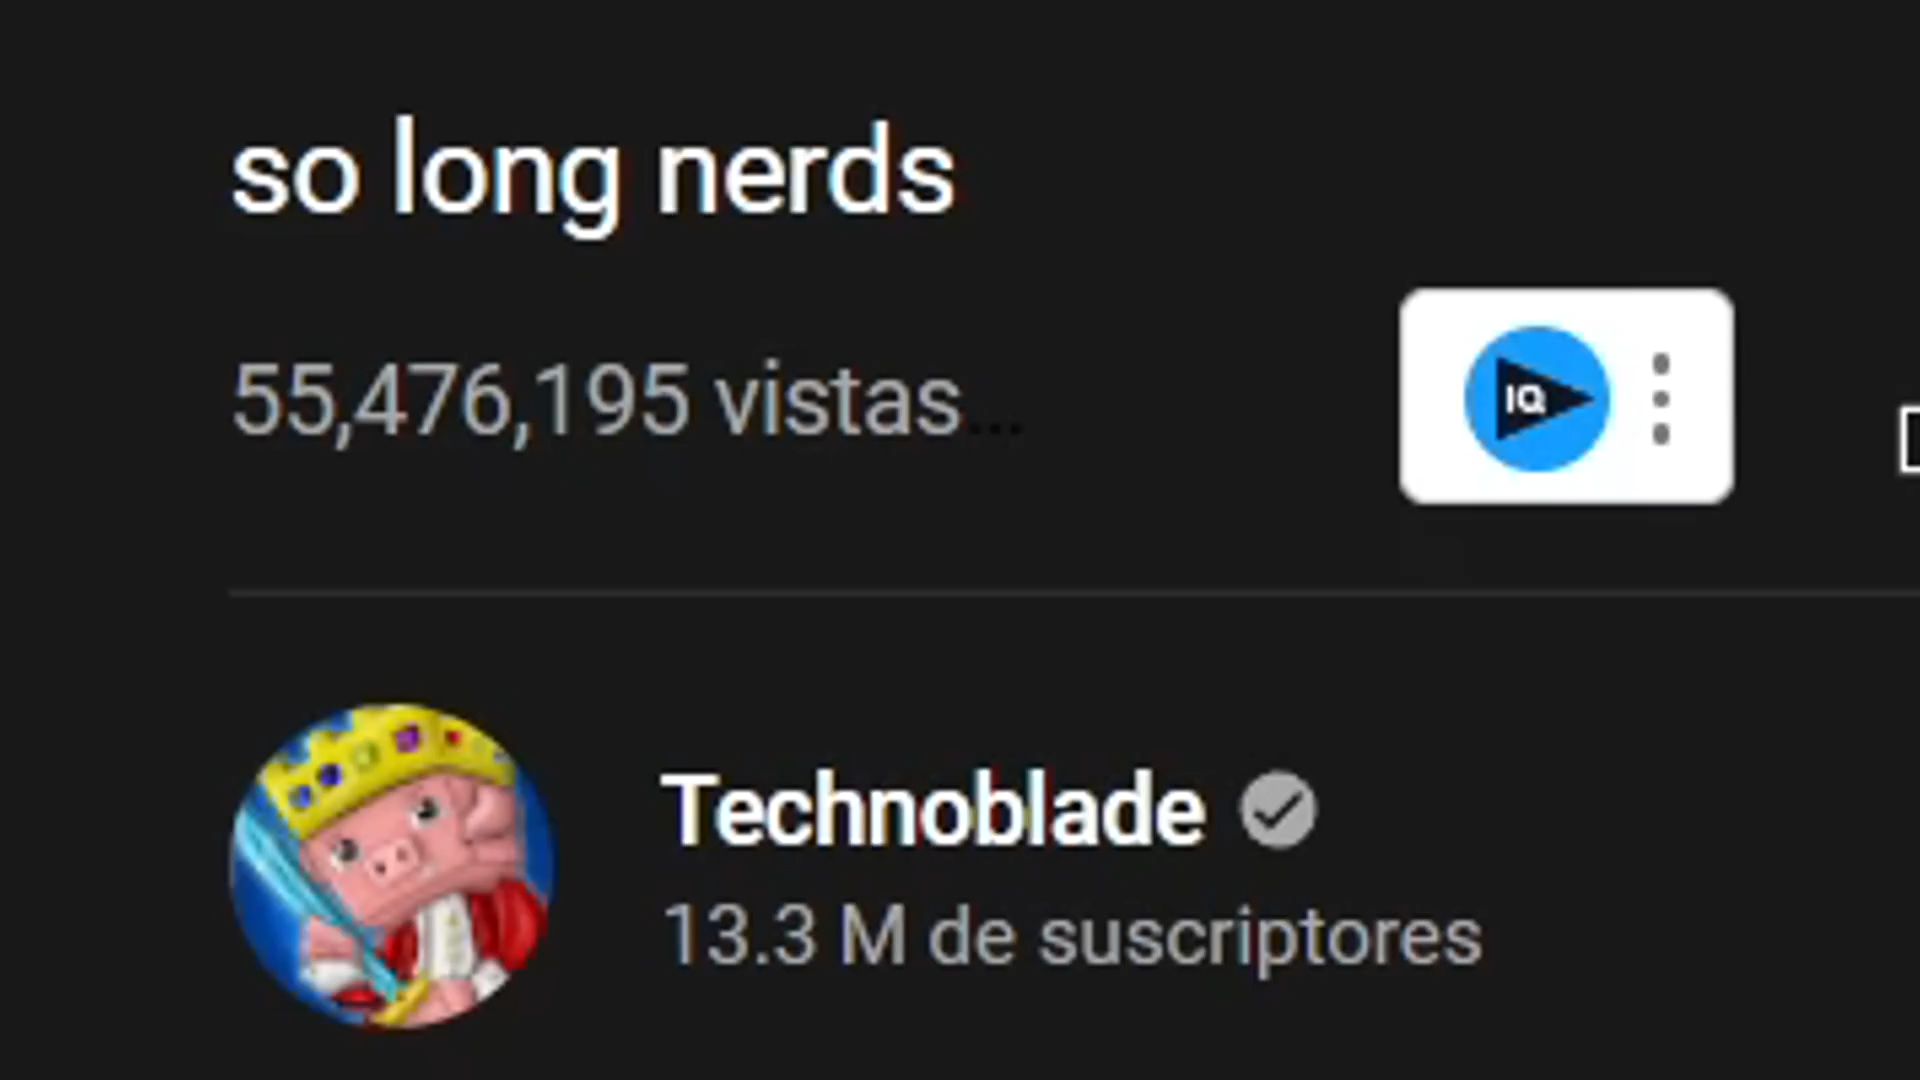 so long nerds
55,476,195 vistas...
IQ
Technoblade
13.3 M de suscriptores